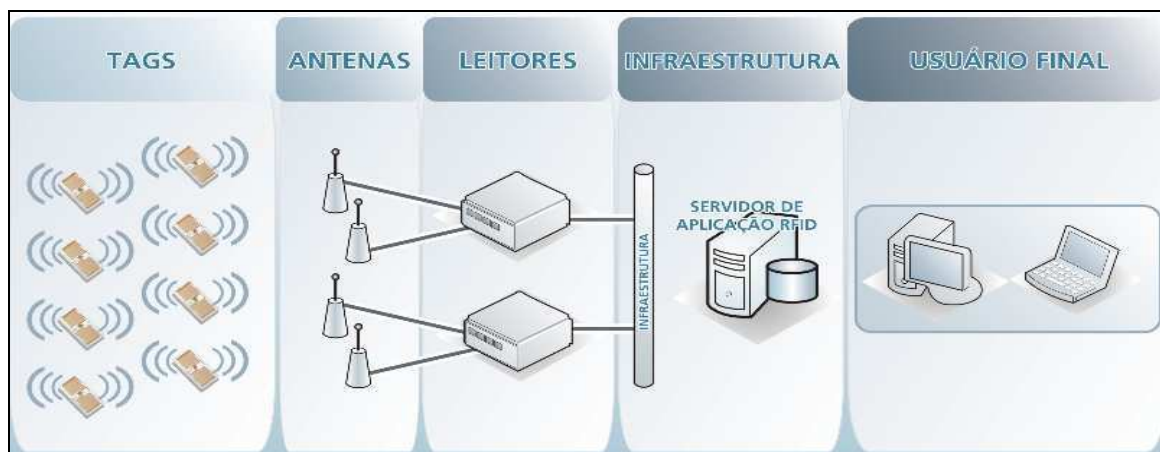 TAGS
ANTENAS
LEITORES
INFRAESTRUTURA
USUÁRIO FINAL
INFRAESTRUTURA
SERVIDOR DE
APLICAÇÃO RFID